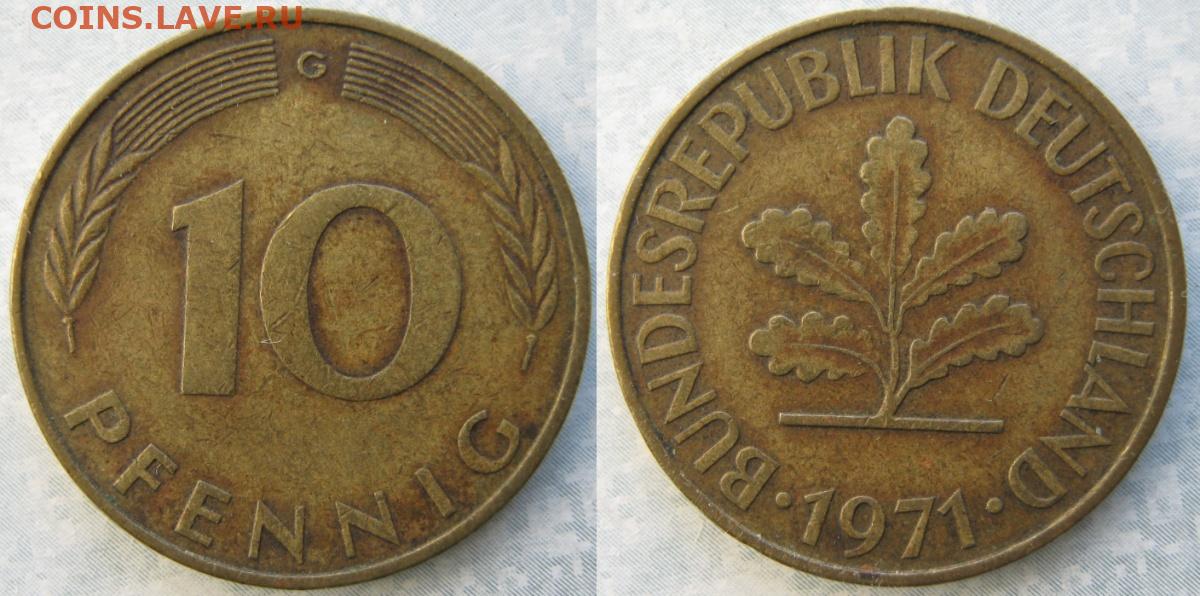 COINS.LAVE.RU
G
10
PFENNIG
BUNDESREPUBLIK DEUTSCHLAND
· 1971 ·